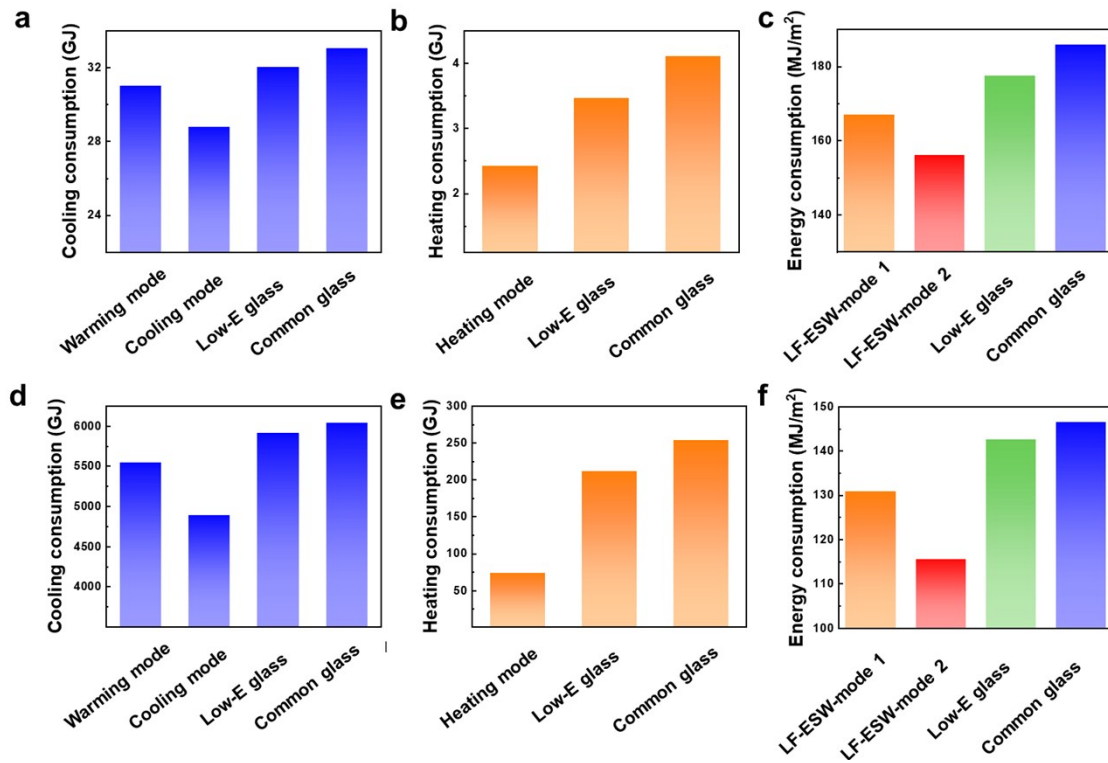 a
Cooling consumption (GJ)
32
28
24
Warming mode
Cooling mode
Low-E glass
Common glass
b
Heating consumption (GJ)
4
3
2
Heating mode
Low-E glass
Common glass
c
Energy consumption (MJ/m²)
180
160
140
LF-ESW-mode 1
LF-ESW-mode 2
Low-E glass
Common glass
d
Cooling consumption (GJ)
6000
5500
5000
4500
4000
Warming mode
Cooling mode
Low-E glass
Common glass
e
Heating consumption (GJ)
300
250
200
150
100
50
Heating mode
Low-E glass
Common glass
f
Energy consumption (MJ/m²)
150
140
130
120
110
100
LF-ESW-mode 1
LF-ESW-mode 2
Low-E glass
Common glass